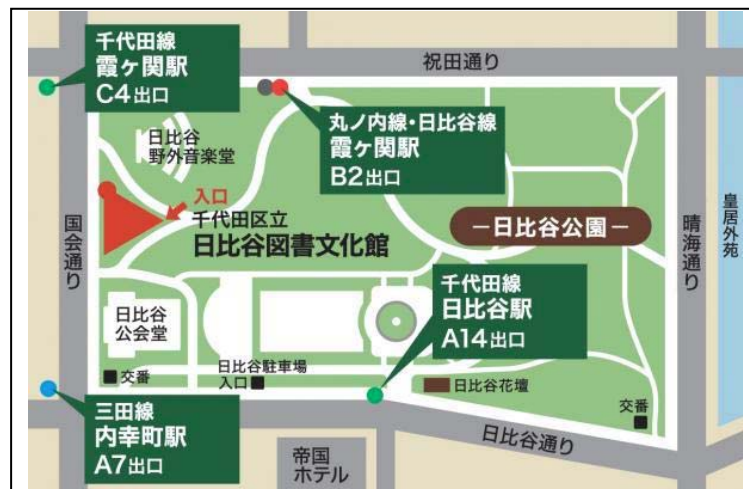 千代田線
霞ヶ関駅
C4出口
祝田通り
丸ノ内線・日比谷線
霞ヶ関駅
B2出口
日比谷
野外音楽堂
入口
千代田区立
日比谷図書文化館
国会通り
－日比谷公園－
晴海通り
皇居外苑
千代田線
日比谷駅
A14出口
日比谷
公会堂
交番
日比谷駐車場
入口
日比谷花壇
交番
三田線
内幸町駅
A7出口
帝国
ホテル
日比谷通り